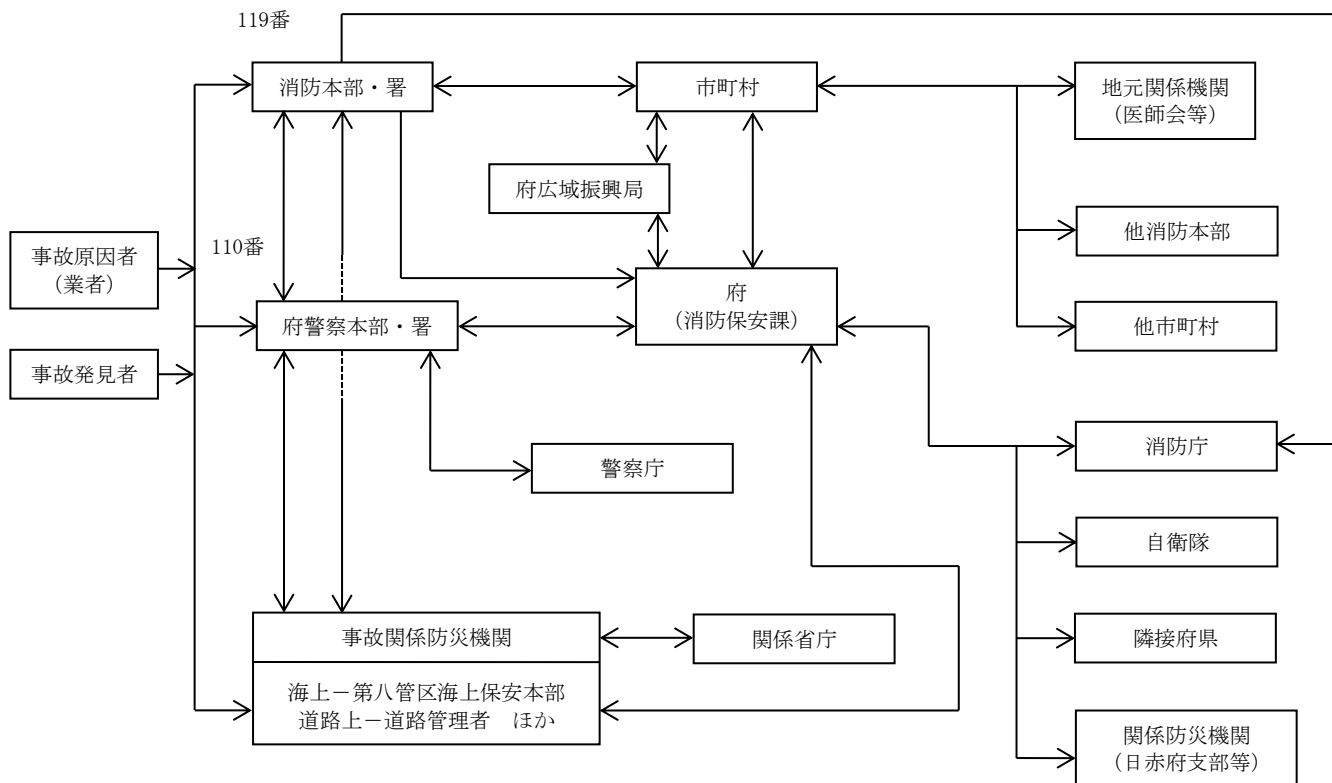 119番
消防本部・署
市町村
地元関係機関
(医師会等)
府広域振興局
他消防本部
110番
事故原因者
(業者)
府
(消防保安課)
府警察本部・署
他市町村
事故発見者
消防庁
警察庁
自衛隊
事故関係防災機関
関係省庁
隣接府県
海上－第八管区海上保安本部
道路上－道路管理者　ほか
関係防災機関
(日赤府支部等)